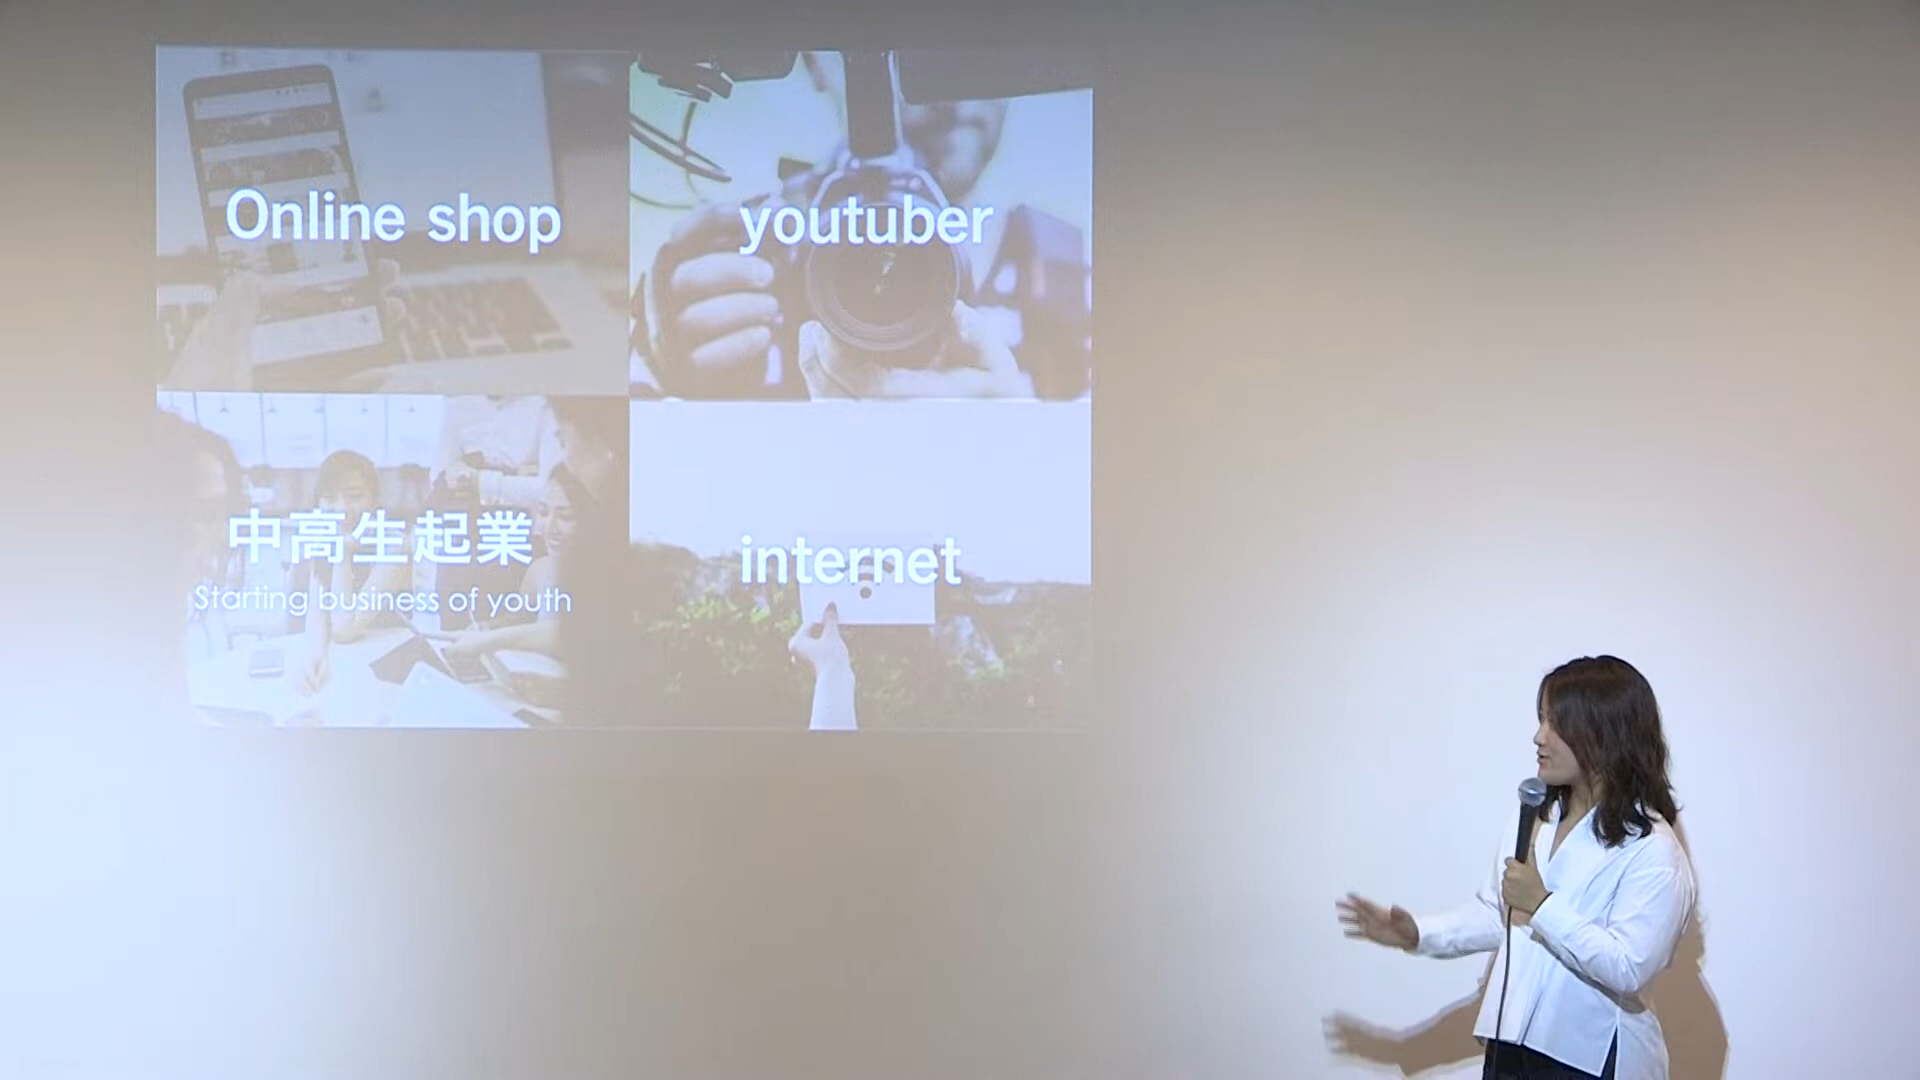 Online shop
youtuber
中高生起業
Starting business of youth
internet